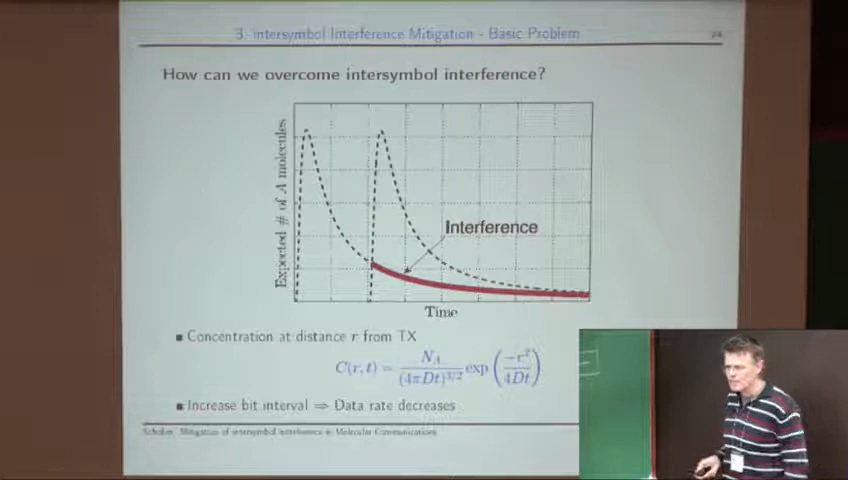 3. Intersymbol Interference Mitigation - Basic Problem
24
How can we overcome intersymbol interference?
Expected # of A molecules
Interference
Time
■ Concentration at distance r from TX
C(r, t) = N_A / (4πDt)^{3/2} exp(−r² / 4Dt)
■ Increase bit interval ⇒ Data rate decreases
Schober, Mitigation of Intersymbol Interference in Molecular Communications